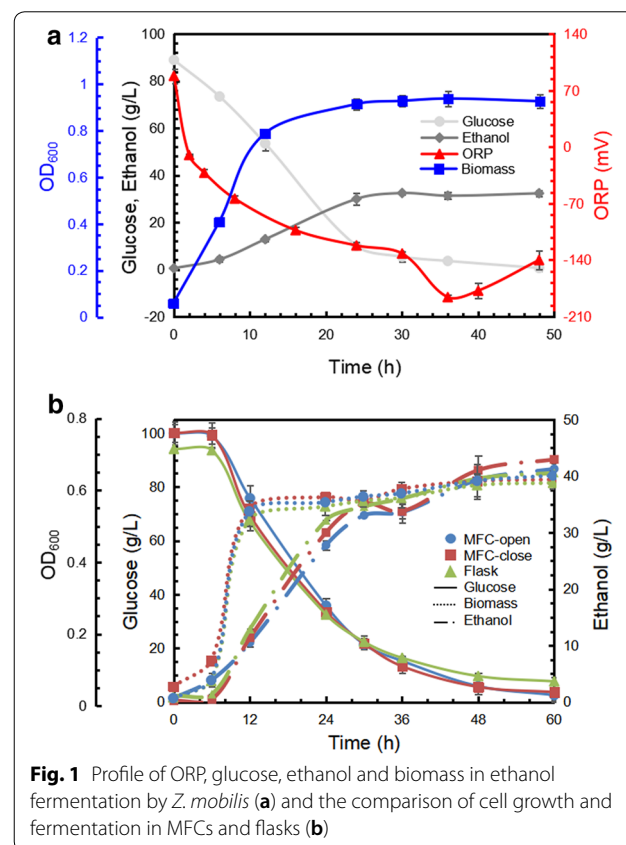 a
OD600
1.2
1
0.8
0.6
0.4
0.2
0
Glucose, Ethanol (g/L)
100
80
60
40
20
0
-20
Glucose
Ethanol
ORP
Biomass
140
70
0
-70
-140
-210
ORP (mV)
0 10 20 30 40 50
Time (h)
b
OD600
0.8
0.6
0.4
0.2
0
Glucose (g/L)
100
80
60
40
20
0
MFC-open
MFC-close
Flask
Glucose
Biomass
Ethanol
50
40
30
20
10
0
Ethanol (g/L)
0 12 24 36 48 60
Time (h)
Fig. 1 Profile of ORP, glucose, ethanol and biomass in ethanol
fermentation by Z. mobilis (a) and the comparison of cell growth and
fermentation in MFCs and flasks (b)